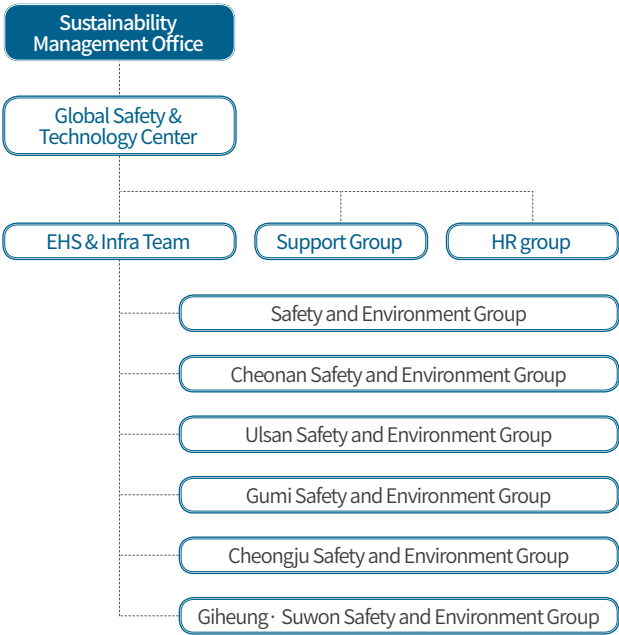 Sustainability
Management Office
Global Safety &
Technology Center
EHS & Infra Team
Support Group
HR group
Safety and Environment Group
Cheonan Safety and Environment Group
Ulsan Safety and Environment Group
Gumi Safety and Environment Group
Cheongju Safety and Environment Group
Giheung· Suwon Safety and Environment Group